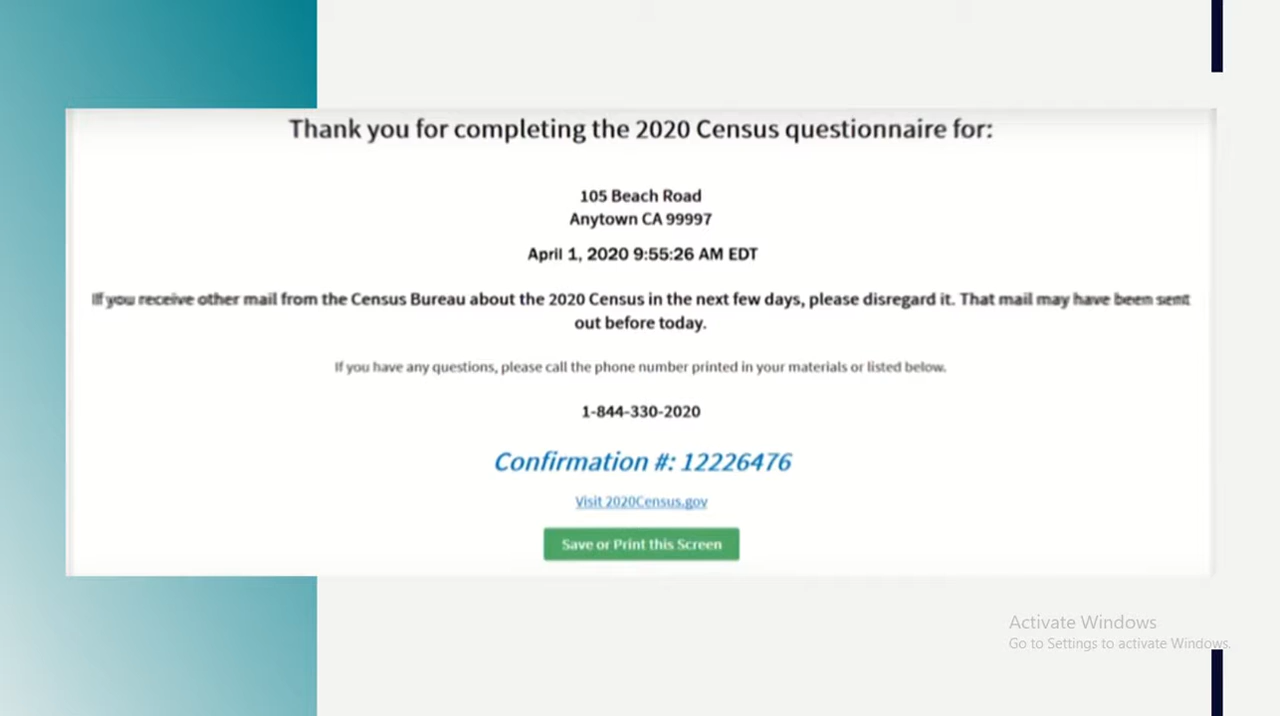 Thank you for completing the 2020 Census questionnaire for:
105 Beach Road
Anytown CA 99997
April 1, 2020 9:55:26 AM EDT
If you receive other mail from the Census Bureau about the 2020 Census in the next few days, please disregard it. That mail may have been sent
out before today.
If you have any questions, please call the phone number printed in your materials or listed below.
1-844-330-2020
Confirmation #: 12226476
Visit 2020Census.gov
Save or Print this Screen
Activate Windows
Go to Settings to activate Windows.